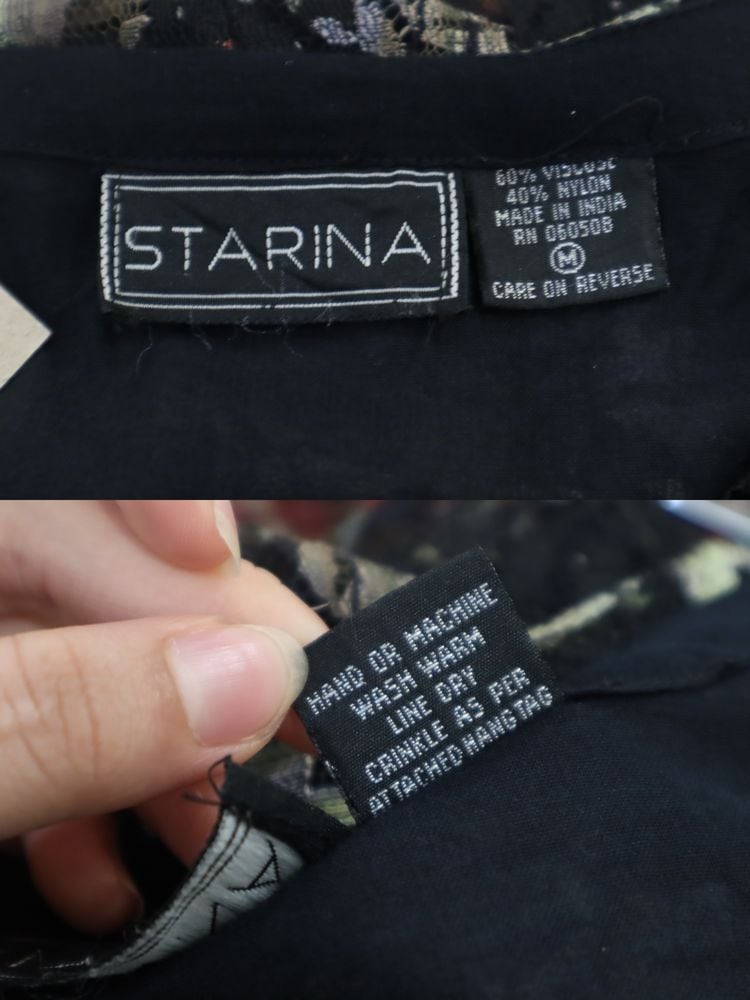 STARINA
60% VISCOSE
40% NYLON
MADE IN INDIA
RN 060508
M
CARE ON REVERSE
HAND OR MACHINE
WASH WARM
LINE DRY
CRINKLE AS PER
ATTACHED HANG TAG